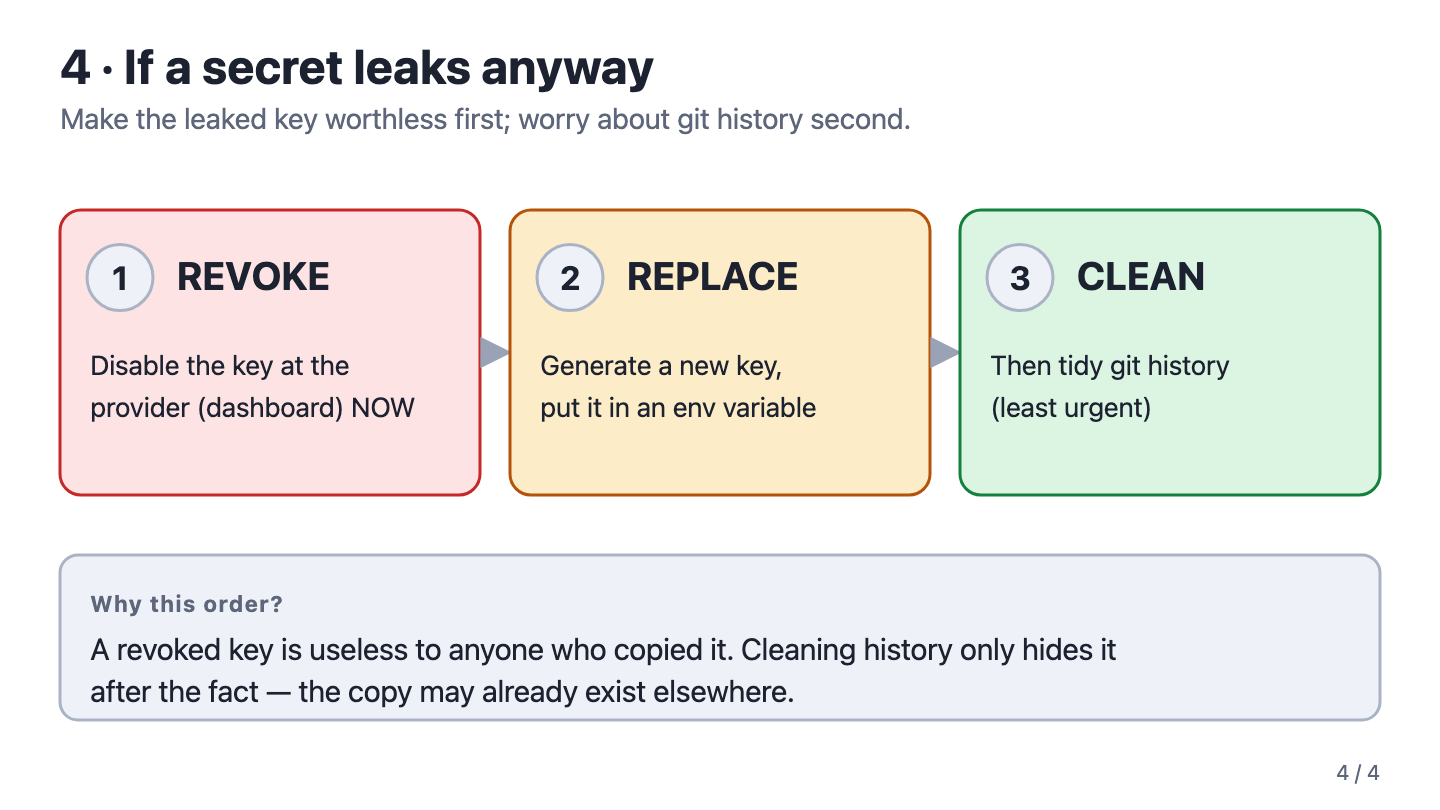 4 · If a secret leaks anyway
Make the leaked key worthless first; worry about git history second.
1 REVOKE
Disable the key at the
provider (dashboard) NOW
2 REPLACE
Generate a new key,
put it in an env variable
3 CLEAN
Then tidy git history
(least urgent)
Why this order?
A revoked key is useless to anyone who copied it. Cleaning history only hides it
after the fact — the copy may already exist elsewhere.
4 / 4